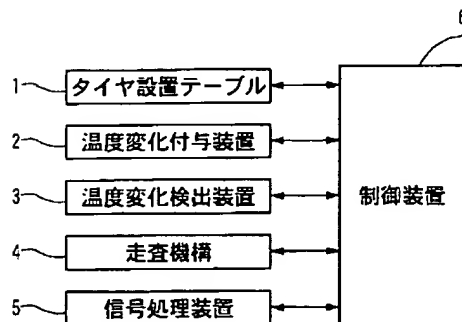 6
1 タイヤ設置テーブル
2 温度変化付与装置
3 温度変化検出装置
制御装置
4 走査機構
5 信号処理装置